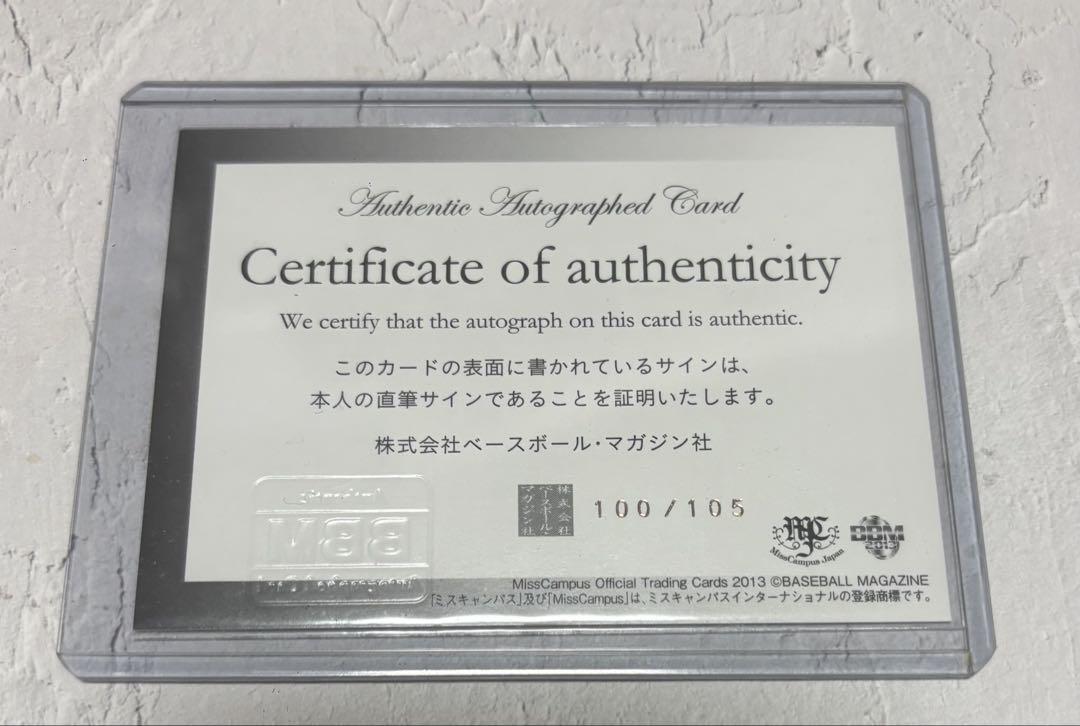 Authentic Autographed Card
Certificate of authenticity
We certify that the autograph on this card is authentic.
このカードの表面に書かれているサインは、
本人の直筆サインであることを証明いたします。
株式会社ベースボール・マガジン社
株式会社
ベースボール・
マガジン社
100/105
MC
MissCampus Japan
BBM
2013
MissCampus Official Trading Cards 2013 ©BASEBALL MAGAZINE
「ミスキャンパス」及び「MissCampus」は、ミスキャンパスインターナショナルの登録商標です。